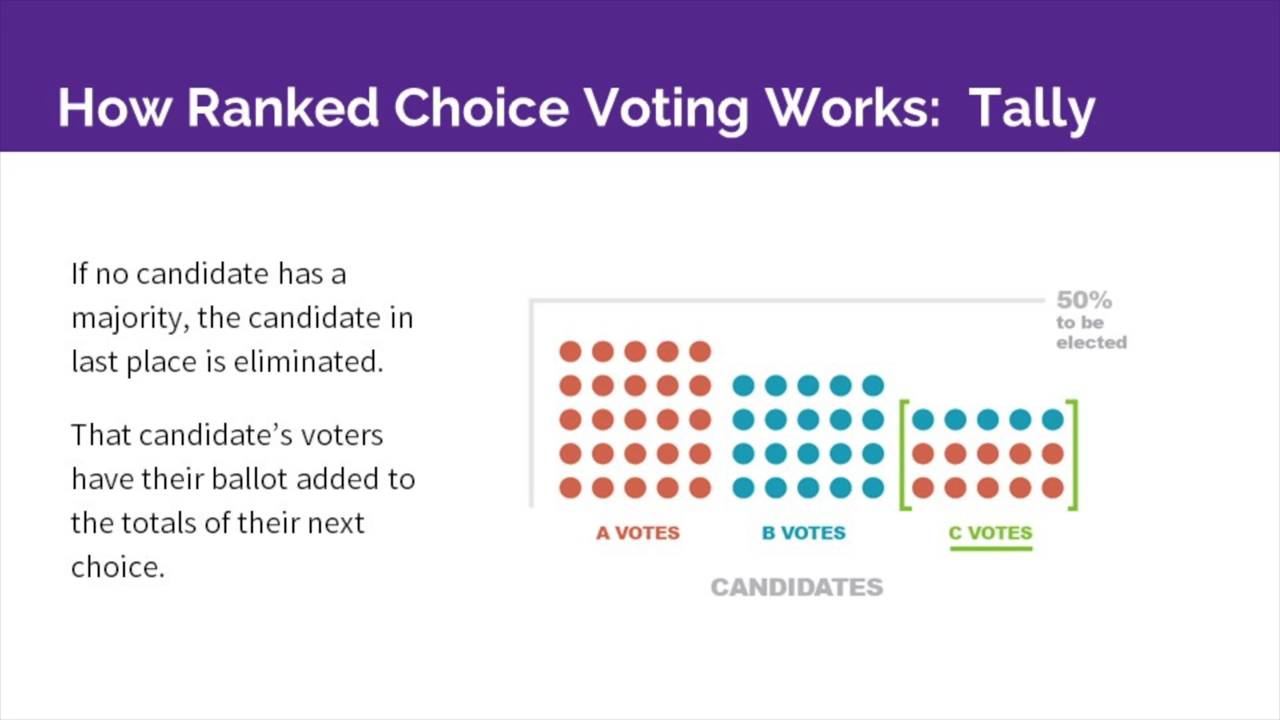 How Ranked Choice Voting Works: Tally
If no candidate has a
majority, the candidate in
last place is eliminated.
That candidate's voters
have their ballot added to
the totals of their next
choice.
50%
to be
elected
A VOTES
B VOTES
C VOTES
CANDIDATES